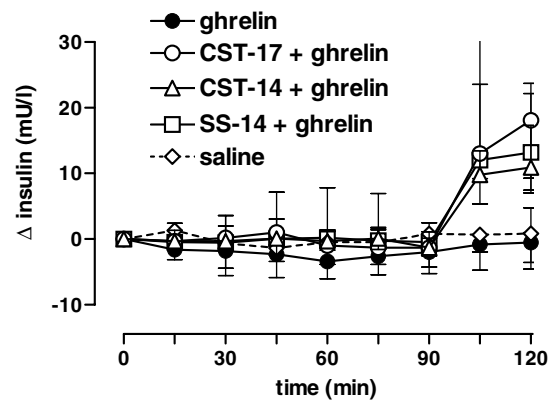 ghrelin
CST-17 + ghrelin
CST-14 + ghrelin
SS-14 + ghrelin
saline
30
20
10
0
-10
Δ insulin (mU/l)
0 30 60 90 120
time (min)